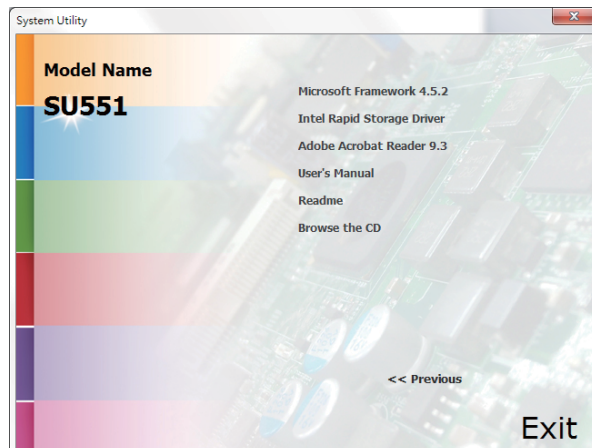 System Utility
Model Name
SU551
Microsoft Framework 4.5.2
Intel Rapid Storage Driver
Adobe Acrobat Reader 9.3
User's Manual
Readme
Browse the CD
<< Previous
Exit